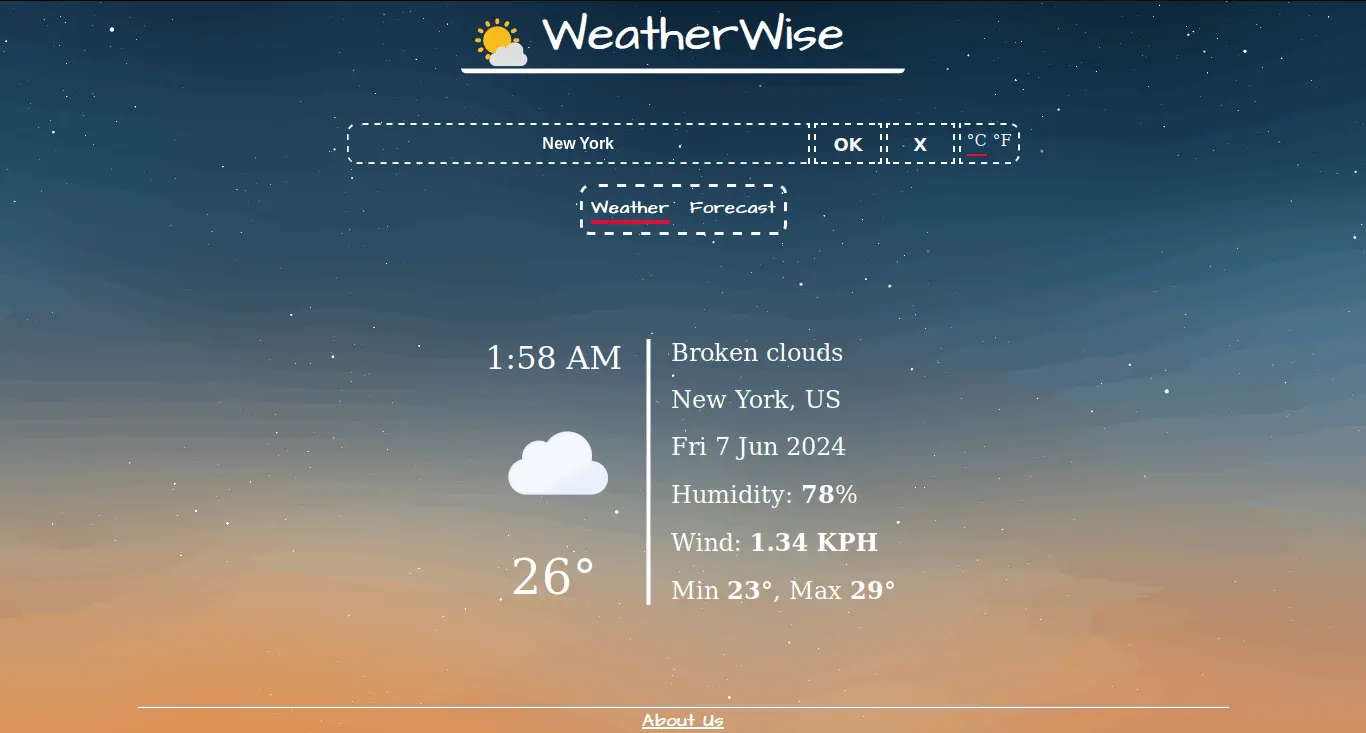 WeatherWise
New York OK X °C °F
Weather Forecast
1:58 AM
26°
Broken clouds
New York, US
Fri 7 Jun 2024
Humidity: 78%
Wind: 1.34 KPH
Min 23°, Max 29°
About Us